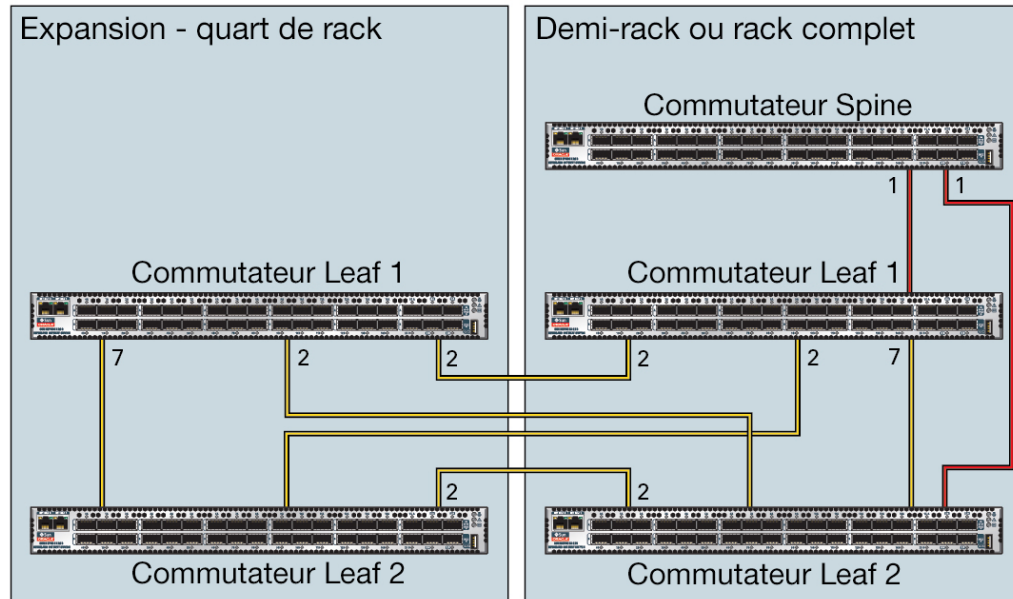 Expansion - quart de rack
Demi-rack ou rack complet
Commutateur Spine
1 1
Commutateur Leaf 1
Commutateur Leaf 1
7 2 2 2 2 7
2 2
Commutateur Leaf 2
Commutateur Leaf 2